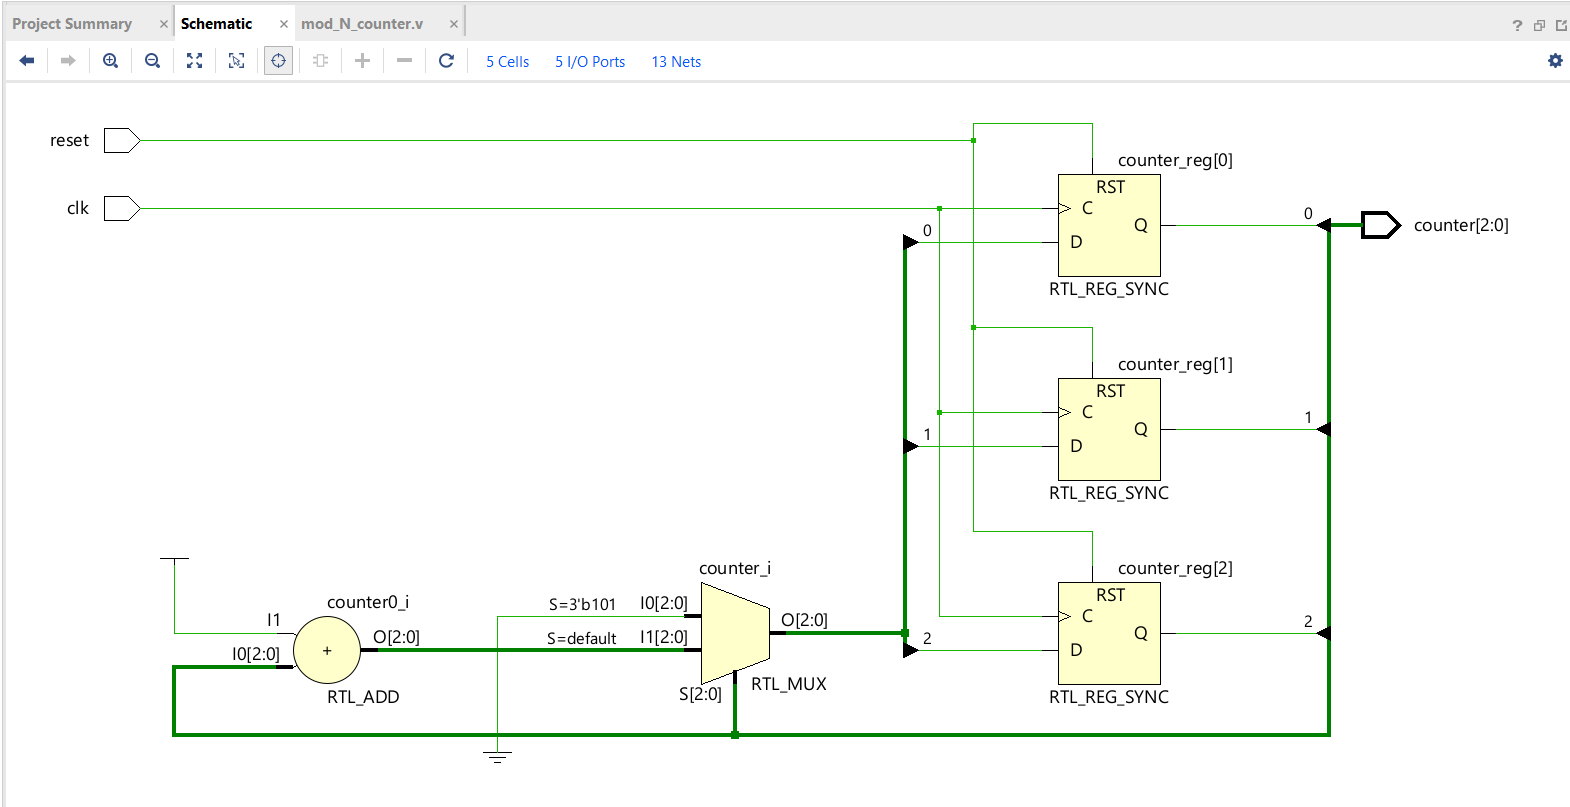 Project Summary × Schematic × mod_N_counter.v ×
?
5 Cells 5 I/O Ports 13 Nets
reset
clk
counter_reg[0]
RST
C
D
Q
RTL_REG_SYNC
0
0
counter[2:0]
counter_reg[1]
RST
C
D
Q
RTL_REG_SYNC
1
1
counter_reg[2]
RST
C
D
Q
RTL_REG_SYNC
2
2
counter0_i
I1
I0[2:0]
+
O[2:0]
RTL_ADD
counter_i
S=3'b101 I0[2:0]
S=default I1[2:0]
O[2:0]
S[2:0]
RTL_MUX